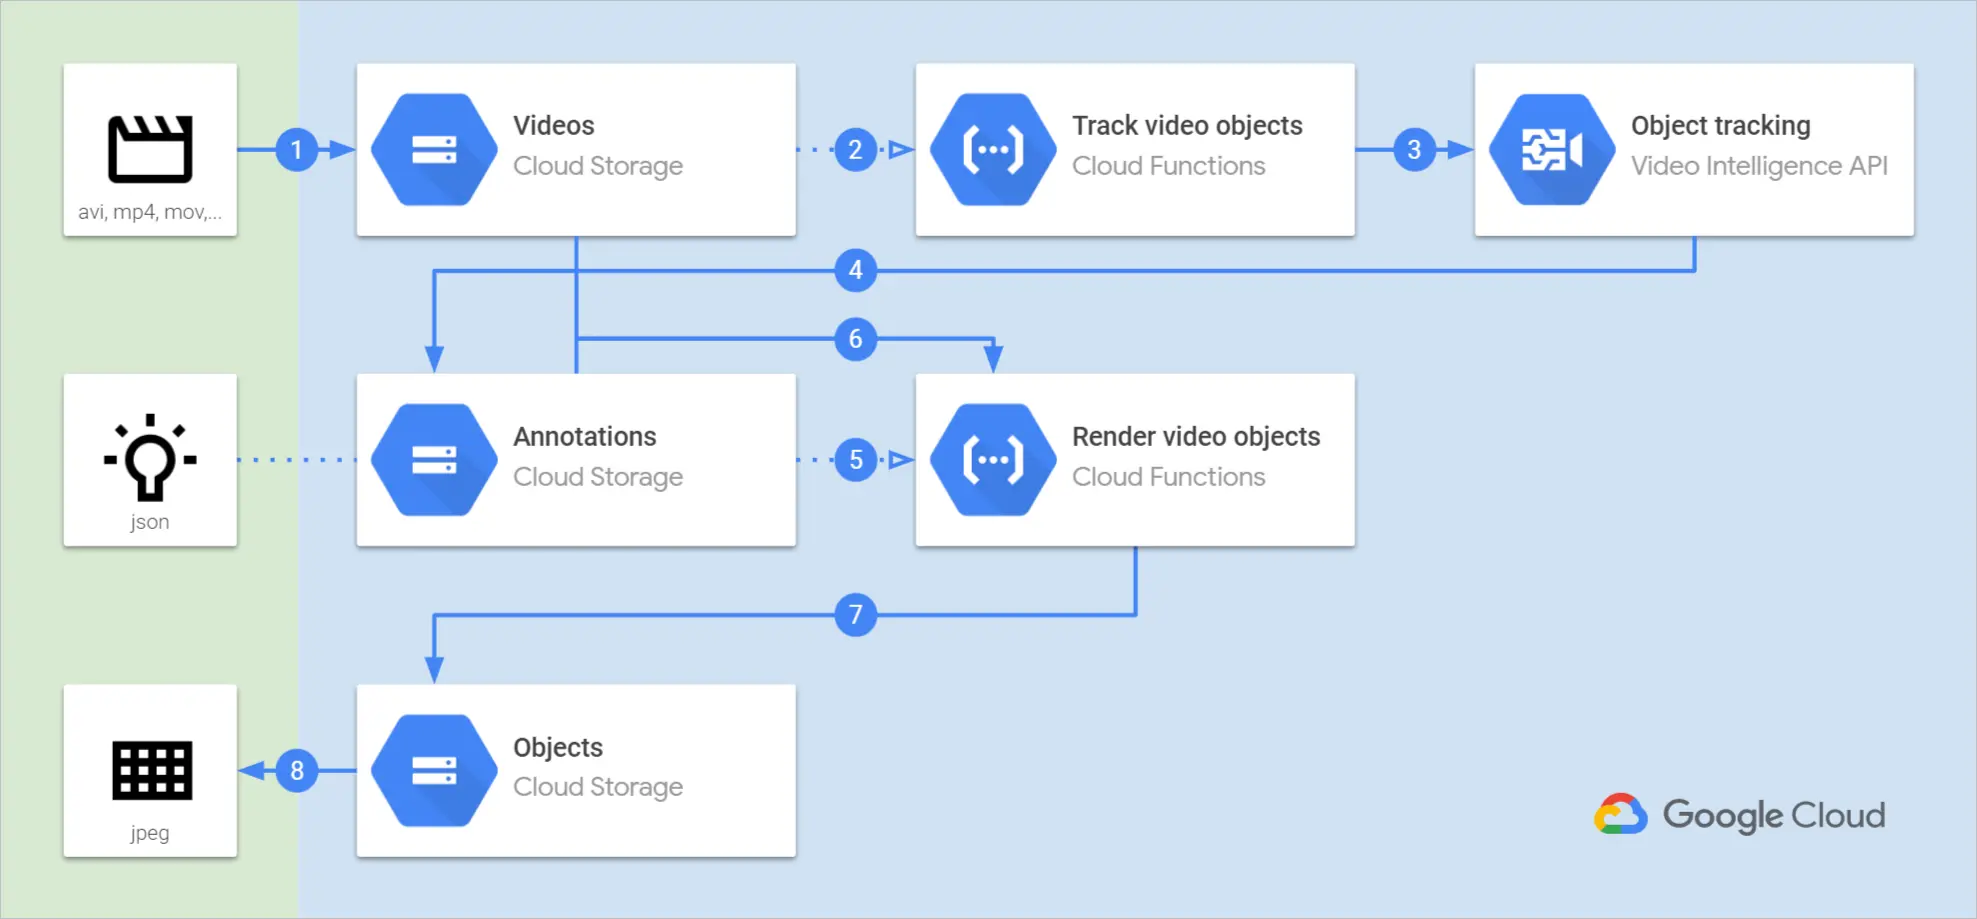 avi, mp4, mov,...
1
Videos
Cloud Storage
2
Track video objects
Cloud Functions
3
Object tracking
Video Intelligence API
4
6
json
Annotations
Cloud Storage
5
Render video objects
Cloud Functions
7
jpeg
8
Objects
Cloud Storage
Google Cloud